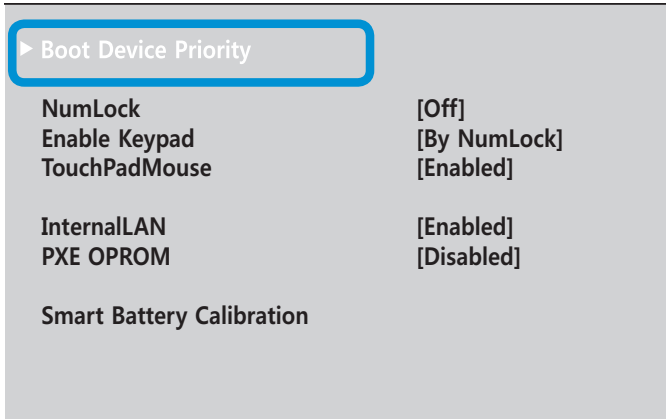 ▶ Boot Device Priority
NumLock [Off]
Enable Keypad [By NumLock]
TouchPadMouse [Enabled]
InternalLAN [Enabled]
PXE OPROM [Disabled]
Smart Battery Calibration